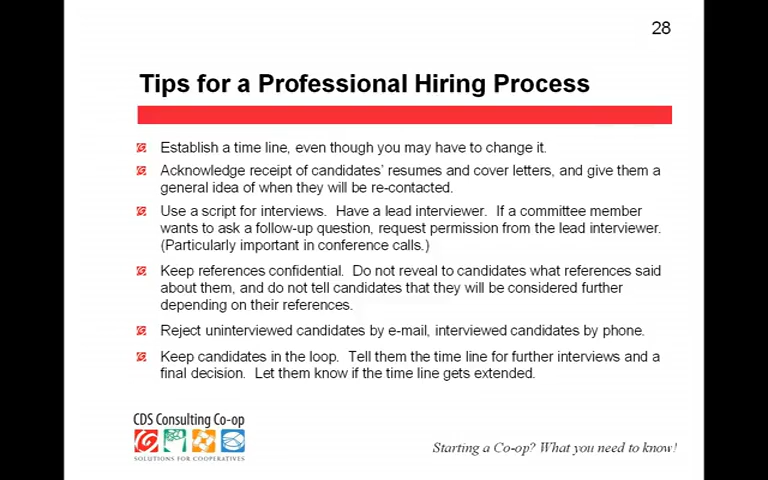 28
Tips for a Professional Hiring Process
Establish a time line, even though you may have to change it.
Acknowledge receipt of candidates' resumes and cover letters, and give them a
general idea of when they will be re-contacted.
Use a script for interviews. Have a lead interviewer. If a committee member
wants to ask a follow-up question, request permission from the lead interviewer.
(Particularly important in conference calls.)
Keep references confidential. Do not reveal to candidates what references said
about them, and do not tell candidates that they will be considered further
depending on their references.
Reject uninterviewed candidates by e-mail, interviewed candidates by phone.
Keep candidates in the loop. Tell them the time line for further interviews and a
final decision. Let them know if the time line gets extended.
CDS Consulting Co-op
SOLUTIONS FOR COOPERATIVES
Starting a Co-op? What you need to know!